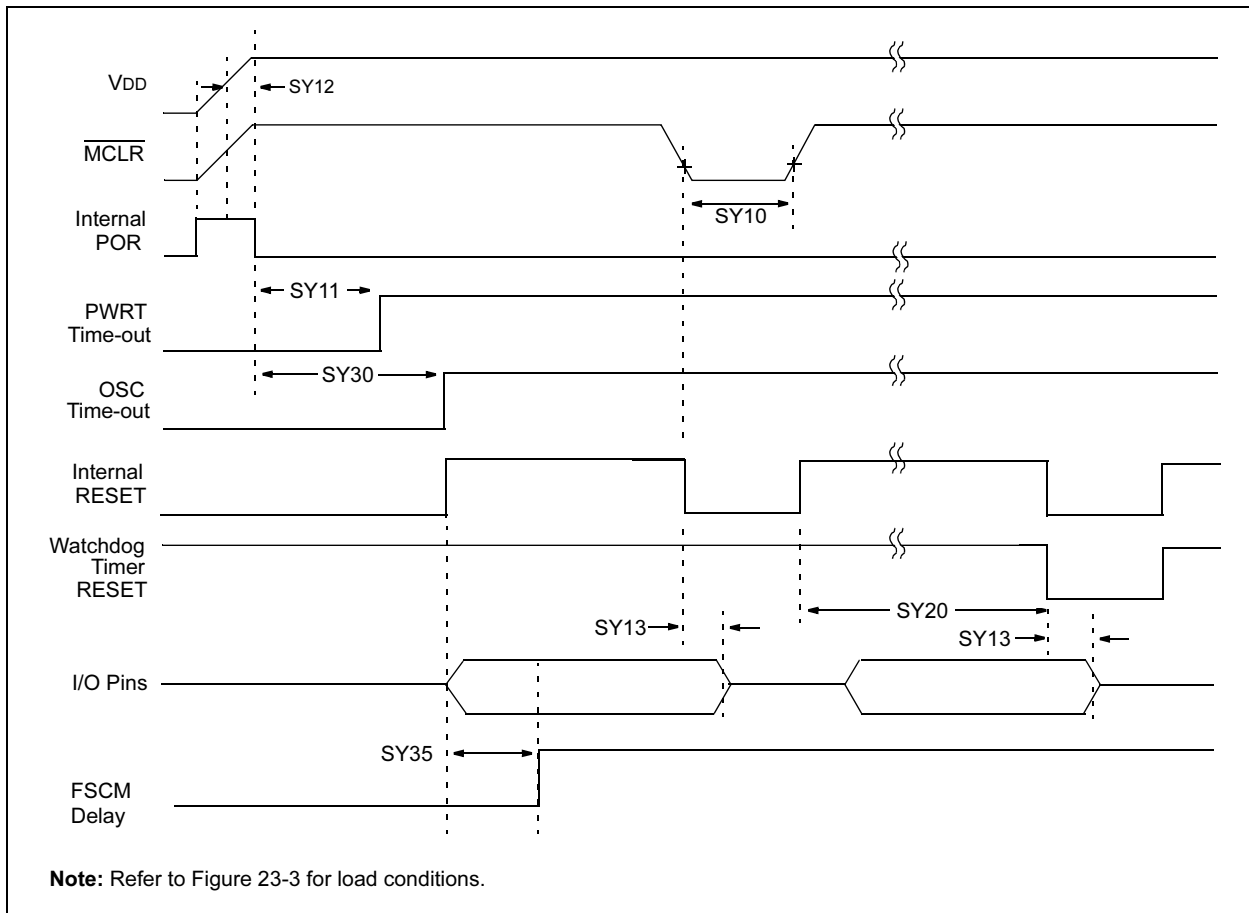 VDD
SY12
MCLR
SY10
Internal
POR
SY11
PWRT
Time-out
SY30
OSC
Time-out
Internal
RESET
Watchdog
Timer
RESET
SY20
SY13
SY13
I/O Pins
SY35
FSCM
Delay
Note: Refer to Figure 23-3 for load conditions.